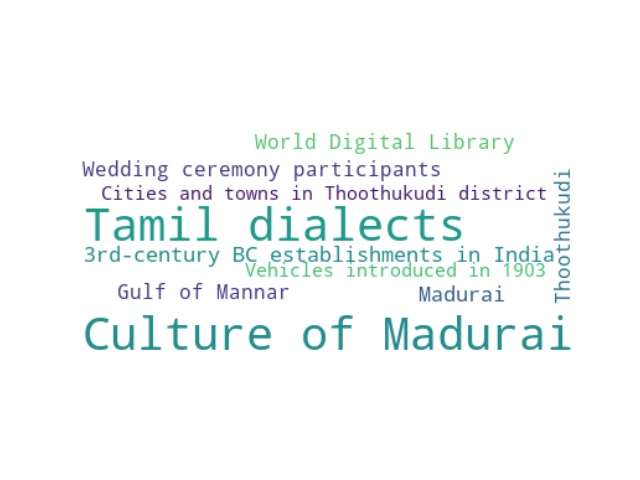 World Digital Library
Wedding ceremony participants
Cities and towns in Thoothukudi district
Tamil dialects
3rd-century BC establishments in India
Thoothukudi
Vehicles introduced in 1903
Gulf of Mannar
Madurai
Culture of Madurai